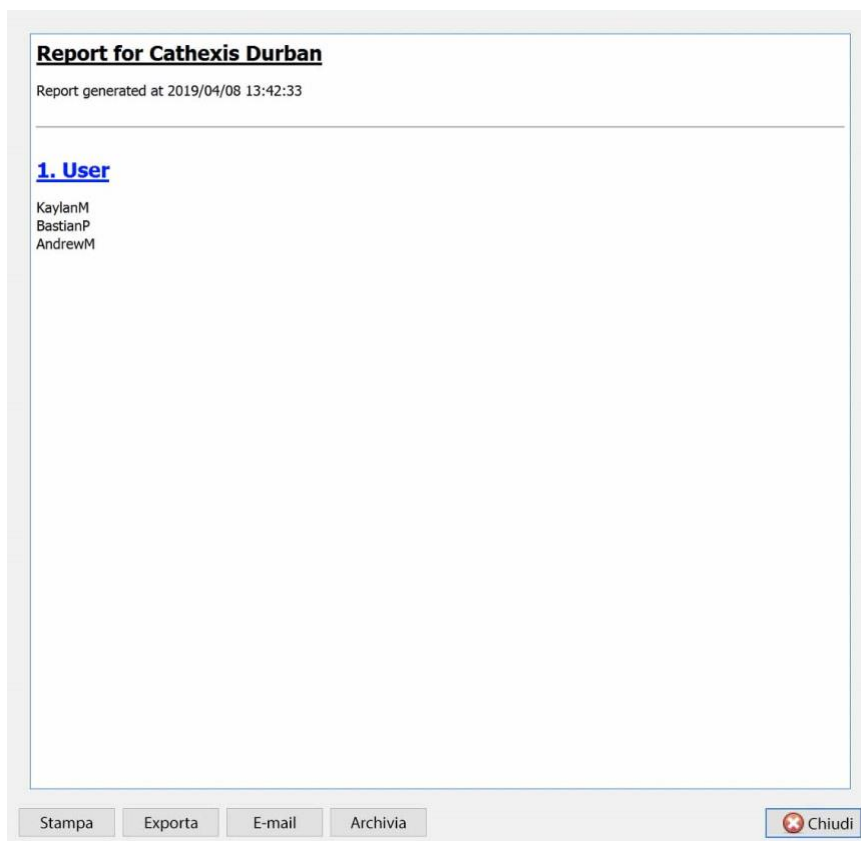 Report for Cathexis Durban
Report generated at 2019/04/08 13:42:33
1. User
KaylanM
BastianP
AndrewM
Stampa Exporta E-mail Archivia Chiudi